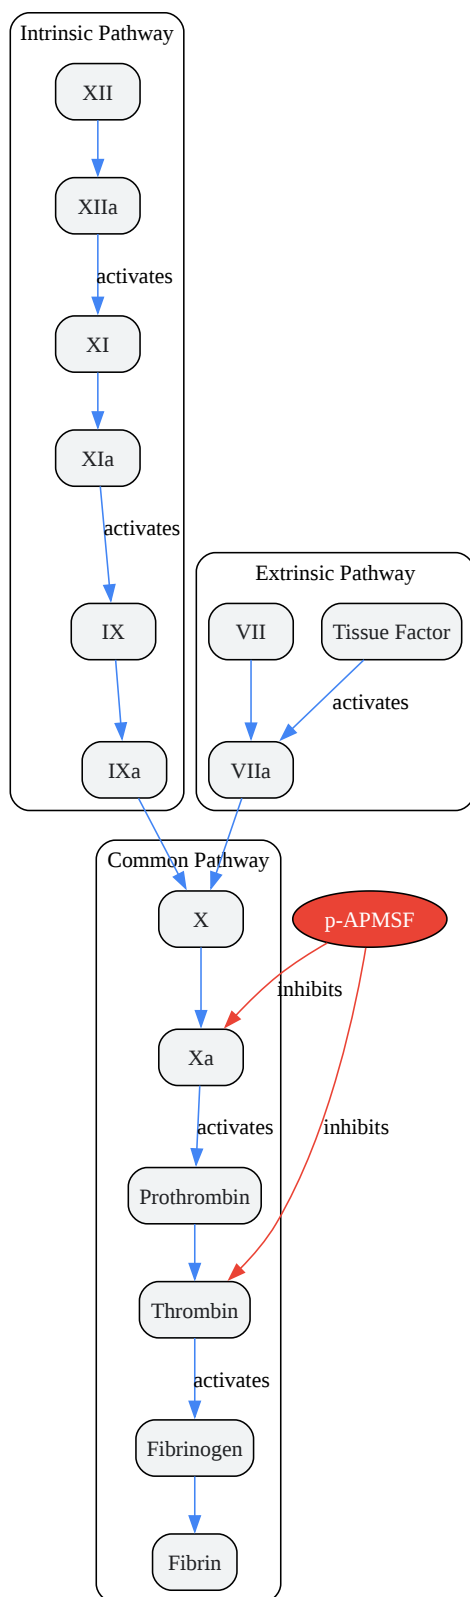 Intrinsic Pathway
XII
XIIa
activates
XI
XIa
activates
IX
IXa
Extrinsic Pathway
VII
Tissue Factor
activates
VIIa
Common Pathway
X
p-APMSF
inhibits
Xa
activates
inhibits
Prothrombin
Thrombin
activates
Fibrinogen
Fibrin